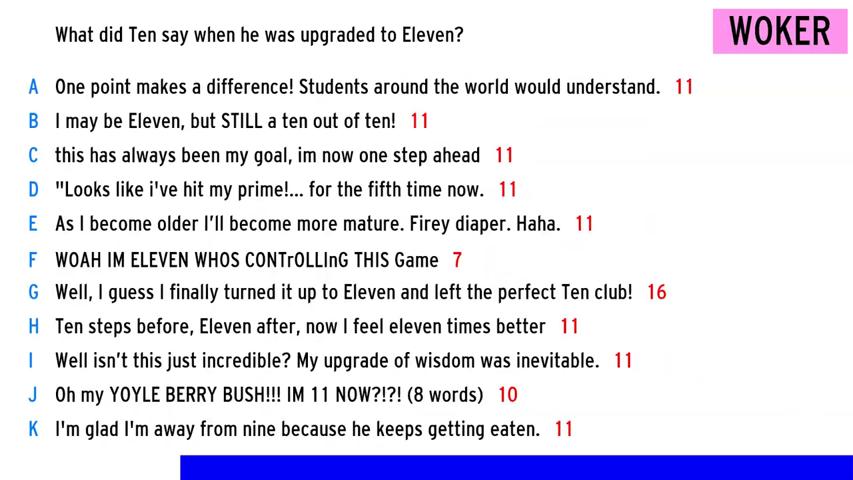 What did Ten say when he was upgraded to Eleven?
WOKER
A One point makes a difference! Students around the world would understand. 11
B I may be Eleven, but STILL a ten out of ten! 11
C this has always been my goal, im now one step ahead 11
D "Looks like i've hit my prime!... for the fifth time now. 11
E As I become older I’ll become more mature. Firey diaper. Haha. 11
F WOAH IM ELEVEN WHOS CONTrOLLInG THIS Game 7
G Well, I guess I finally turned it up to Eleven and left the perfect Ten club! 16
H Ten steps before, Eleven after, now I feel eleven times better 11
I Well isn’t this just incredible? My upgrade of wisdom was inevitable. 11
J Oh my YOYLE BERRY BUSH!!! IM 11 NOW?!?! (8 words) 10
K I'm glad I'm away from nine because he keeps getting eaten. 11